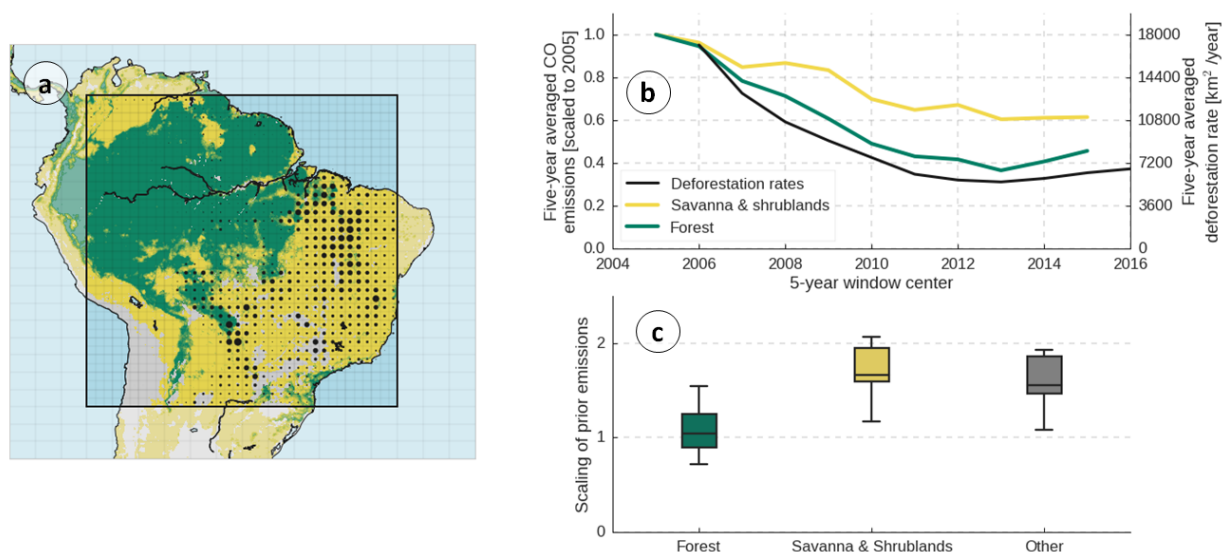 a
b
Five-year averaged CO
emissions [scaled to 2005]
1.0
0.8
0.6
0.4
0.2
0.0
18000
14400
10800
7200
3600
0
Five-year averaged
deforestation rate [km² /year]
Deforestation rates
Savanna & shrublands
Forest
2004 2006 2008 2010 2012 2014 2016
5-year window center
c
Scaling of prior emissions
2
1
0
Forest Savanna & Shrublands Other